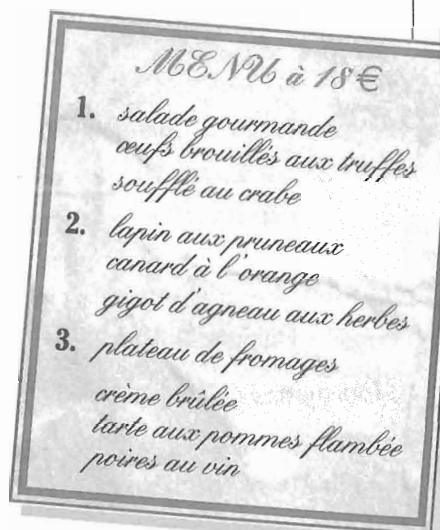 MENU à 18 €
1. salade gourmande
œufs brouillés aux truffes
soufflé au crabe
2. lapin aux pruneaux
canard à l'orange
gigot d'agneau aux herbes
3. plateau de fromages
crème brûlée
tarte aux pommes flambée
poires au vin